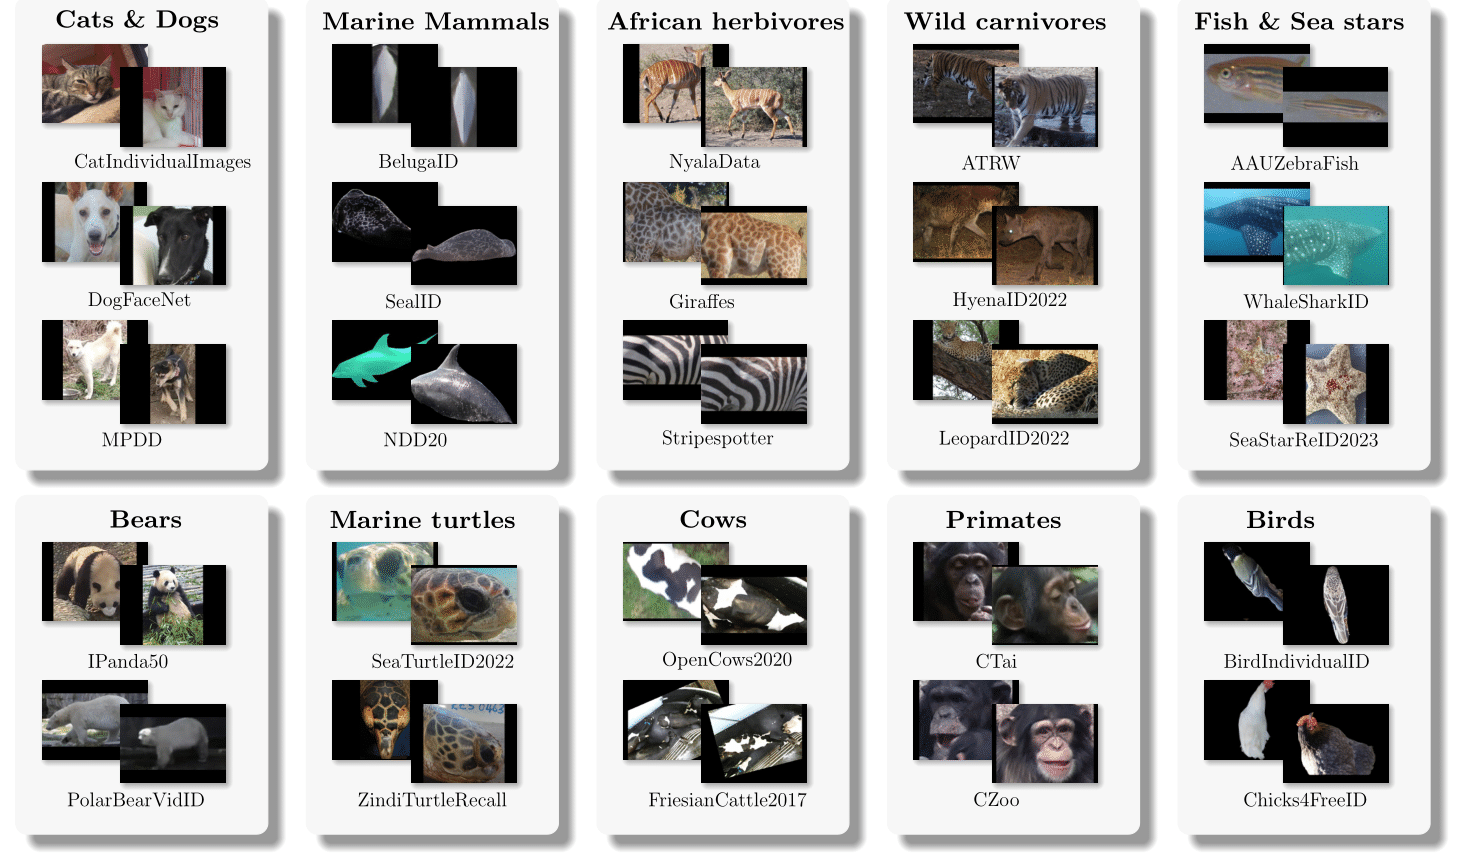 Cats & Dogs
CatIndividualImages
DogFaceNet
MPDD
Marine Mammals
BelugaID
SealID
NDD20
African herbivores
NyalaData
Giraffes
Stripespotter
Wild carnivores
ATRW
HyenaID2022
LeopardID2022
Fish & Sea stars
AAUZebraFish
WhaleSharkID
SeaStarReID2023
Bears
IPanda50
PolarBearVidID
Marine turtles
SeaTurtleID2022
ZindiTurtleRecall
Cows
OpenCows2020
FriesianCattle2017
Primates
CTai
CZoo
Birds
BirdIndividualID
Chicks4FreeID